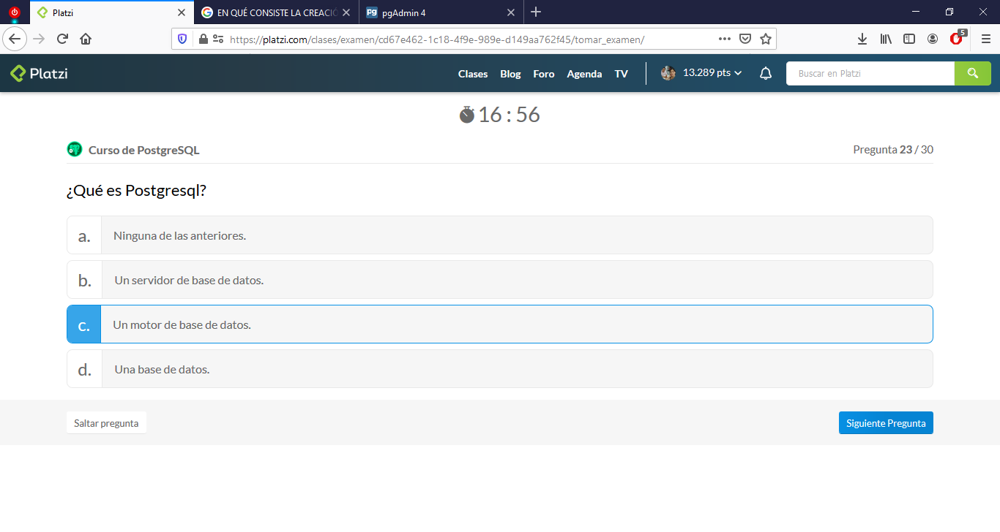 Platzi
EN QUÉ CONSISTE LA CREACIÓ
pgAdmin 4
https://platzi.com/clases/examen/cd67e462-1c18-4f9e-989e-d149aa762f45/tomar_examen/
5
Platzi
Clases
Blog
Foro
Agenda
TV
13.289 pts
Buscar en Platzi
16 : 56
Curso de PostgreSQL
Pregunta 23 / 30
¿Qué es Postgresql?
a. Ninguna de las anteriores.
b. Un servidor de base de datos.
c. Un motor de base de datos.
d. Una base de datos.
Saltar pregunta
Siguiente Pregunta